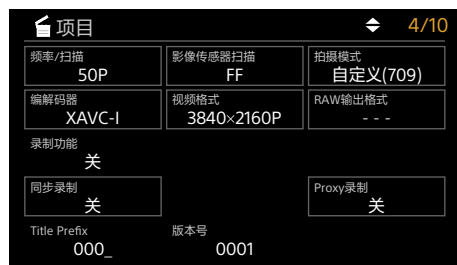 项目 4/10
频率/扫描 影像传感器扫描 拍摄模式
50P FF 自定义(709)
编解码器 视频格式 RAW输出格式
XAVC-I 3840×2160P - - -
录制功能
关
同步录制 Proxy录制
关 关
Title Prefix 版本号
000_ 0001